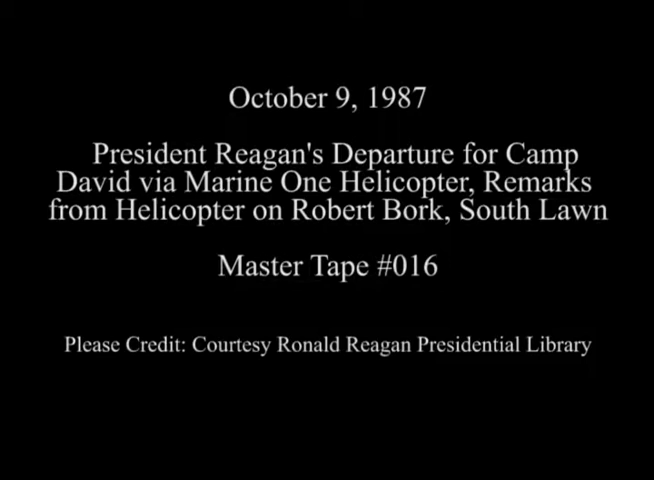 October 9, 1987
President Reagan's Departure for Camp
David via Marine One Helicopter, Remarks
from Helicopter on Robert Bork, South Lawn
Master Tape #016
Please Credit: Courtesy Ronald Reagan Presidential Library